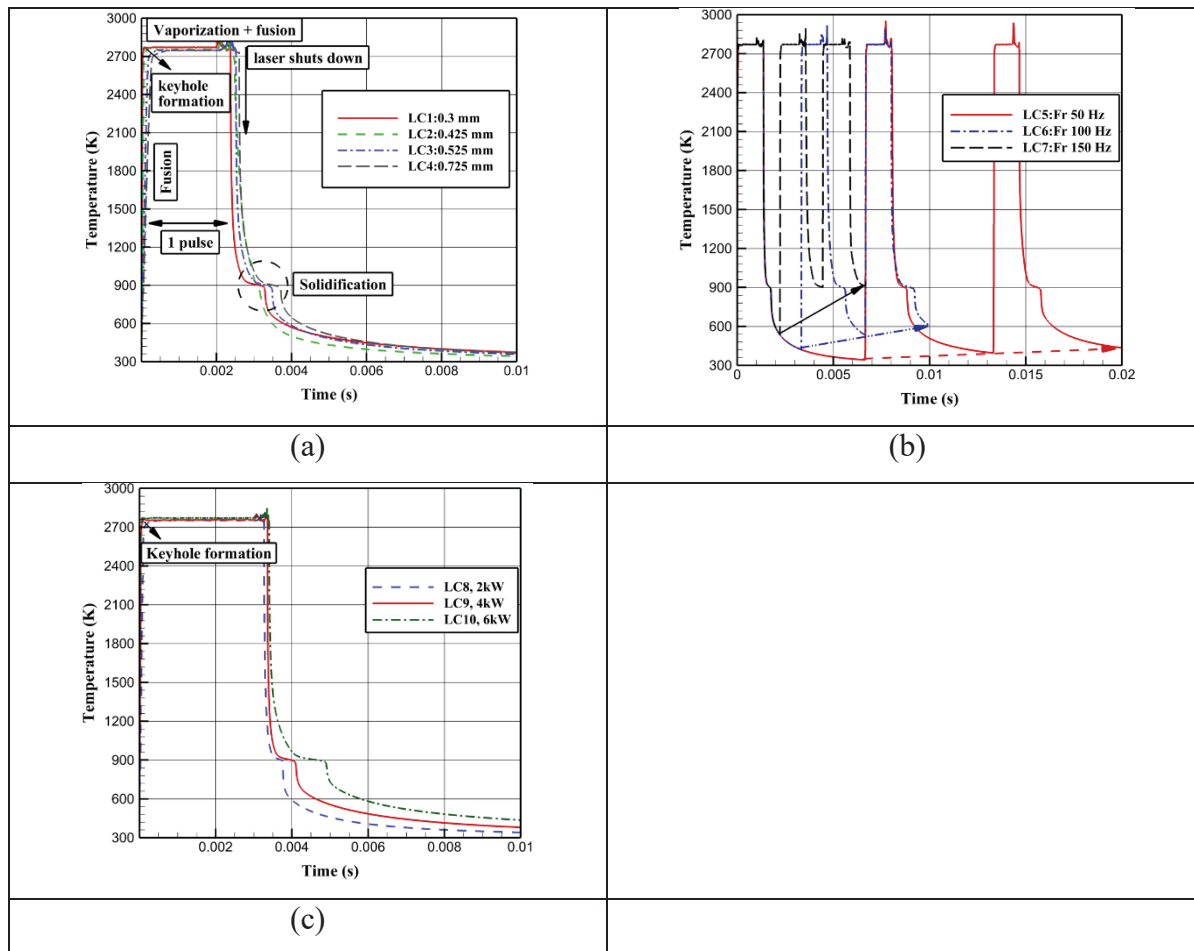 3000
2700
2400
2100
1800
1500
1200
900
600
300
Temperature (K)
Vaporization + fusion
laser shuts down
keyhole
formation
LC1:0.3 mm
LC2:0.425 mm
LC3:0.525 mm
LC4:0.725 mm
Fusion
1 pulse
Solidification
0.002
0.004
0.006
0.008
0.01
Time (s)
(a)
3000
2700
2400
2100
1800
1500
1200
900
600
300
Temperature (K)
LC5:Fr 50 Hz
LC6:Fr 100 Hz
LC7:Fr 150 Hz
0
0.005
0.01
0.015
0.02
Time (s)
(b)
3000
2700
2400
2100
1800
1500
1200
900
600
300
Temperature (K)
Keyhole formation
LC8, 2kW
LC9, 4kW
LC10, 6kW
0.002
0.004
0.006
0.008
0.01
Time (s)
(c)